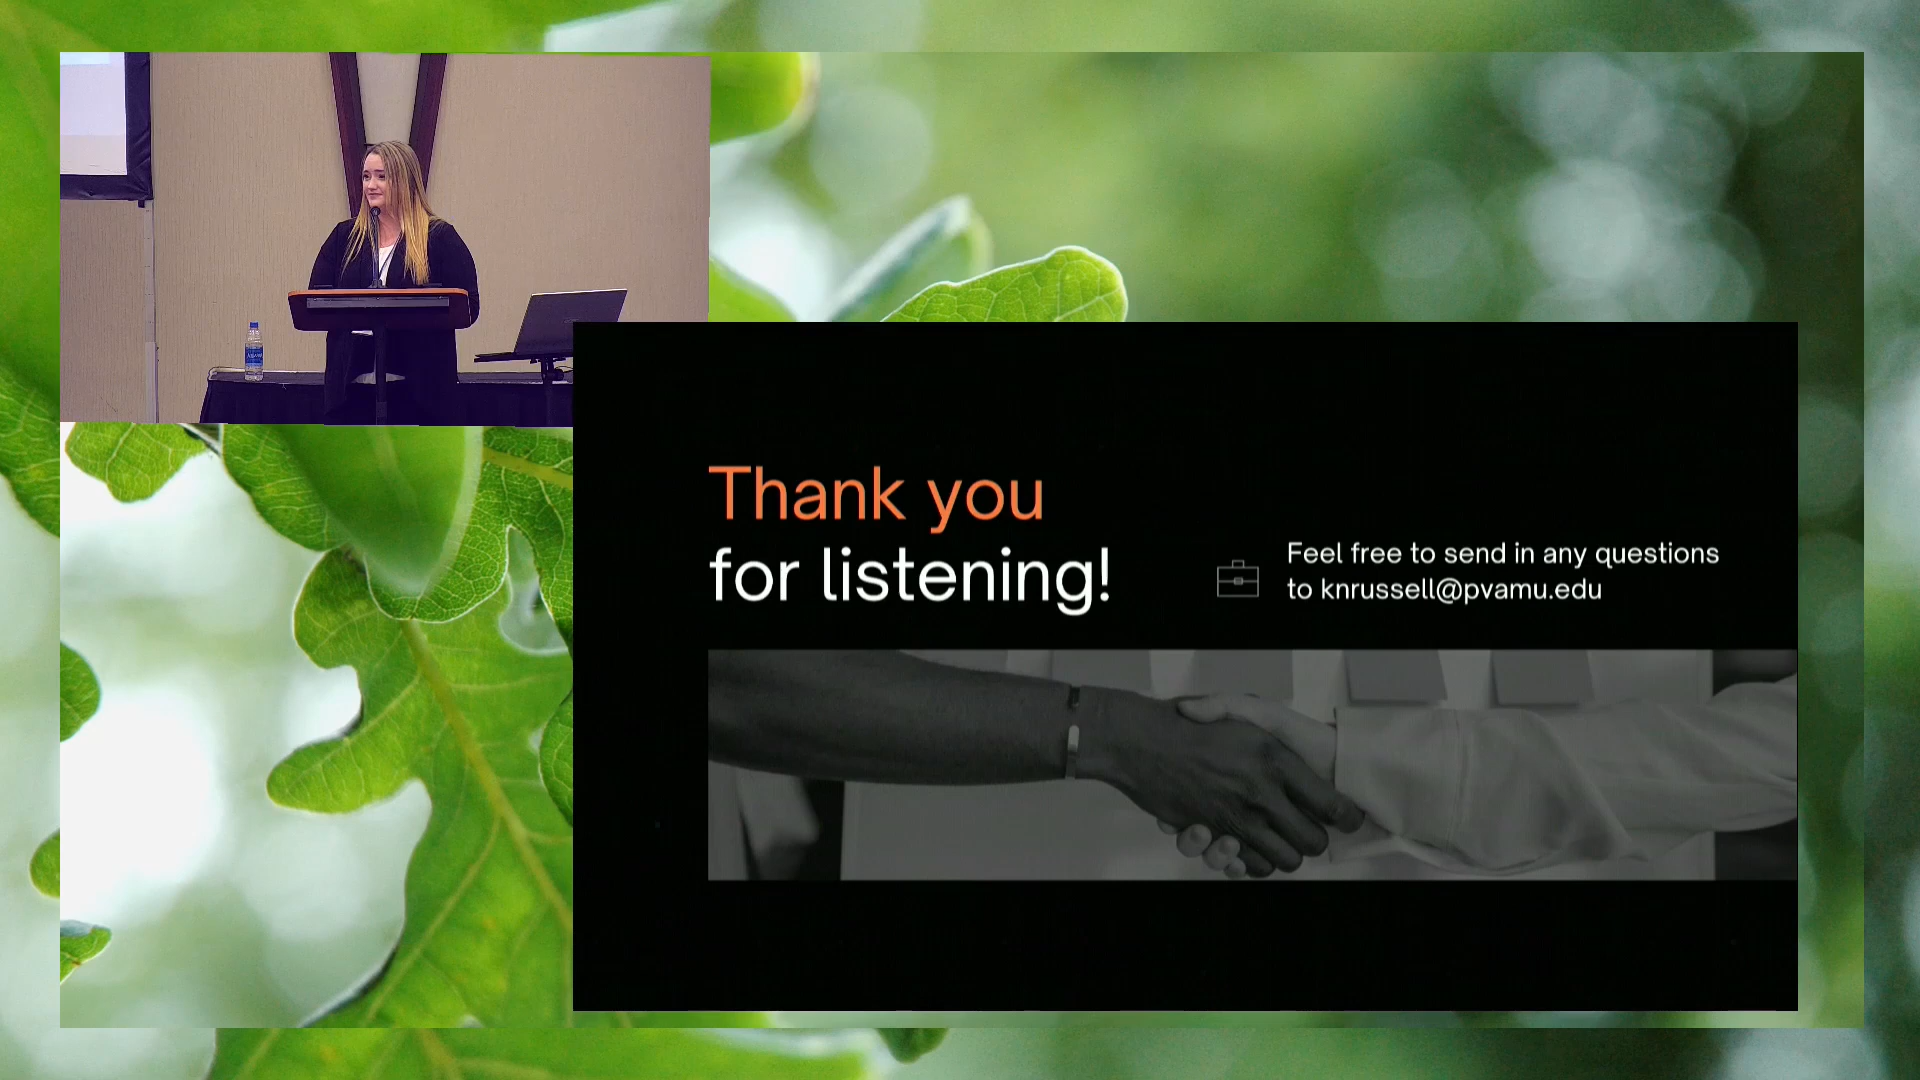 Thank you
for listening!
Feel free to send in any questions
to knrussell@pvamu.edu